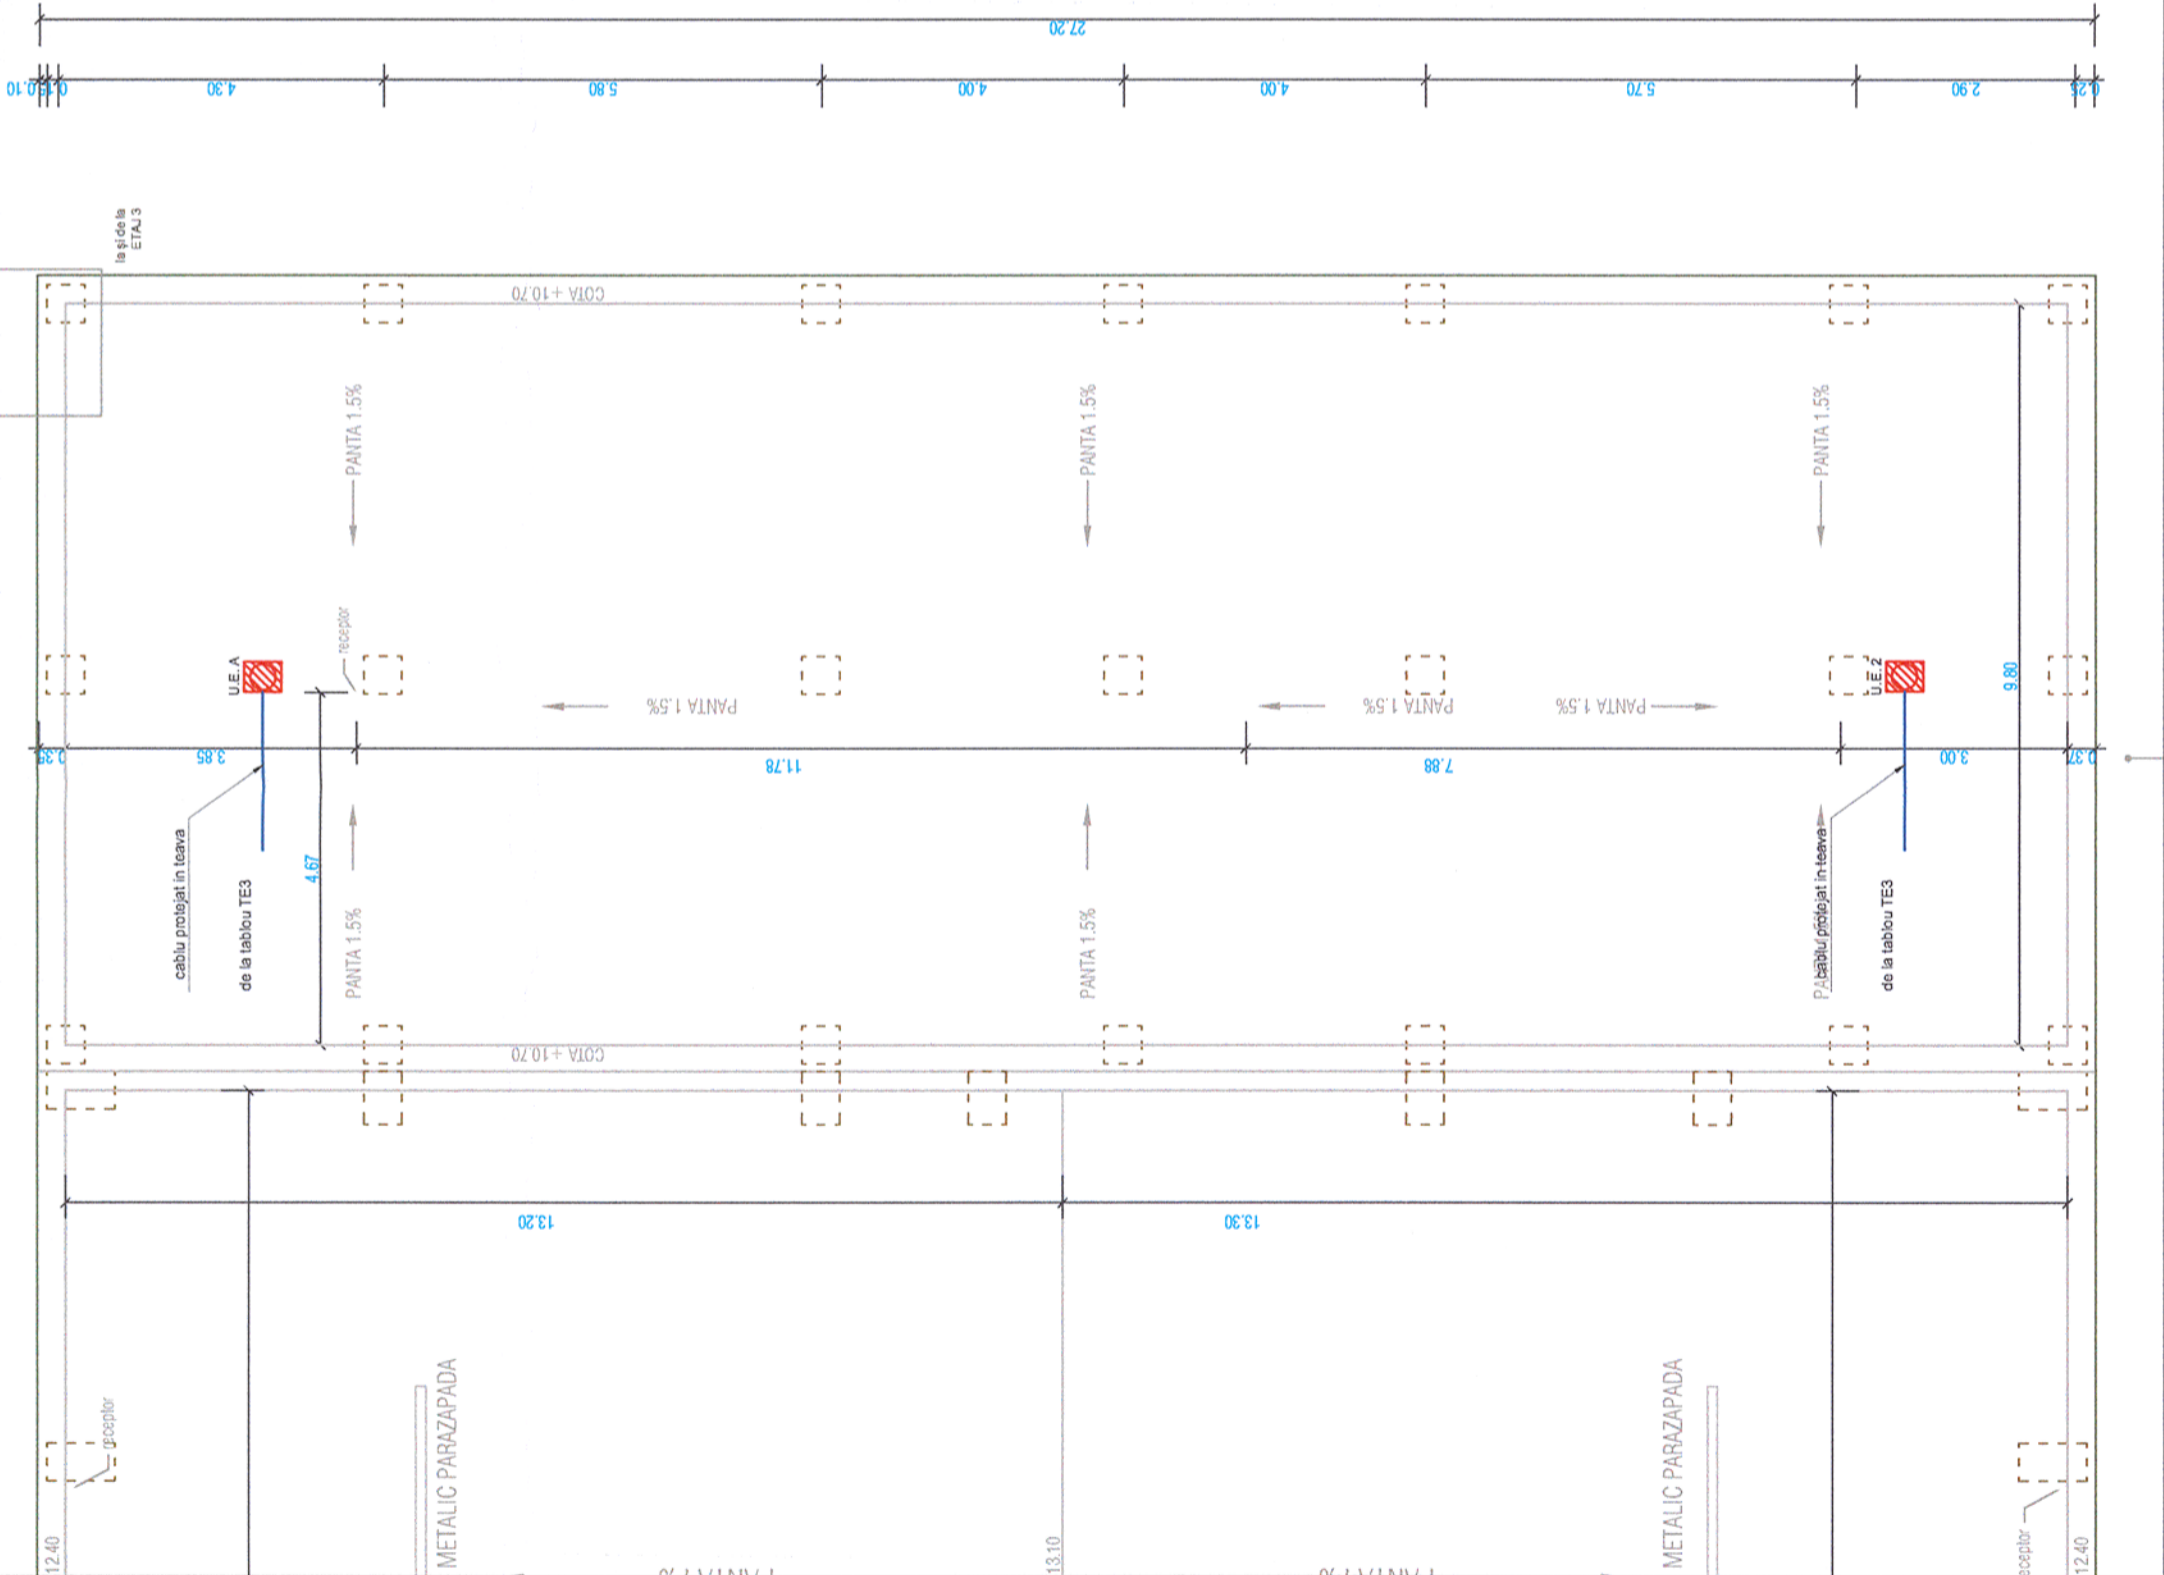 27.20
0.10
0.15
4.30
5.80
4.00
4.00
5.70
2.90
0.25
la și de la
ETAJ 3
COTA +10.70
PANTA 1.5%
PANTA 1.5%
PANTA 1.5%
receptor
U.E.A
U.E. 2
PANTA 1.5%
PANTA 1.5%
PANTA 1.5%
9.80
0.35
3.85
11.78
7.88
3.00
0.37
cablu protejat in teava
de la tablou TE3
4.67
PANTA 1.5%
PANTA 1.5%
cablu protejat in teava
de la tablou TE3
COTA +10.70
13.20
13.30
receptor
METALIC PARAZAPADA
METALIC PARAZAPADA
12.40
13.10
receptor
12.40